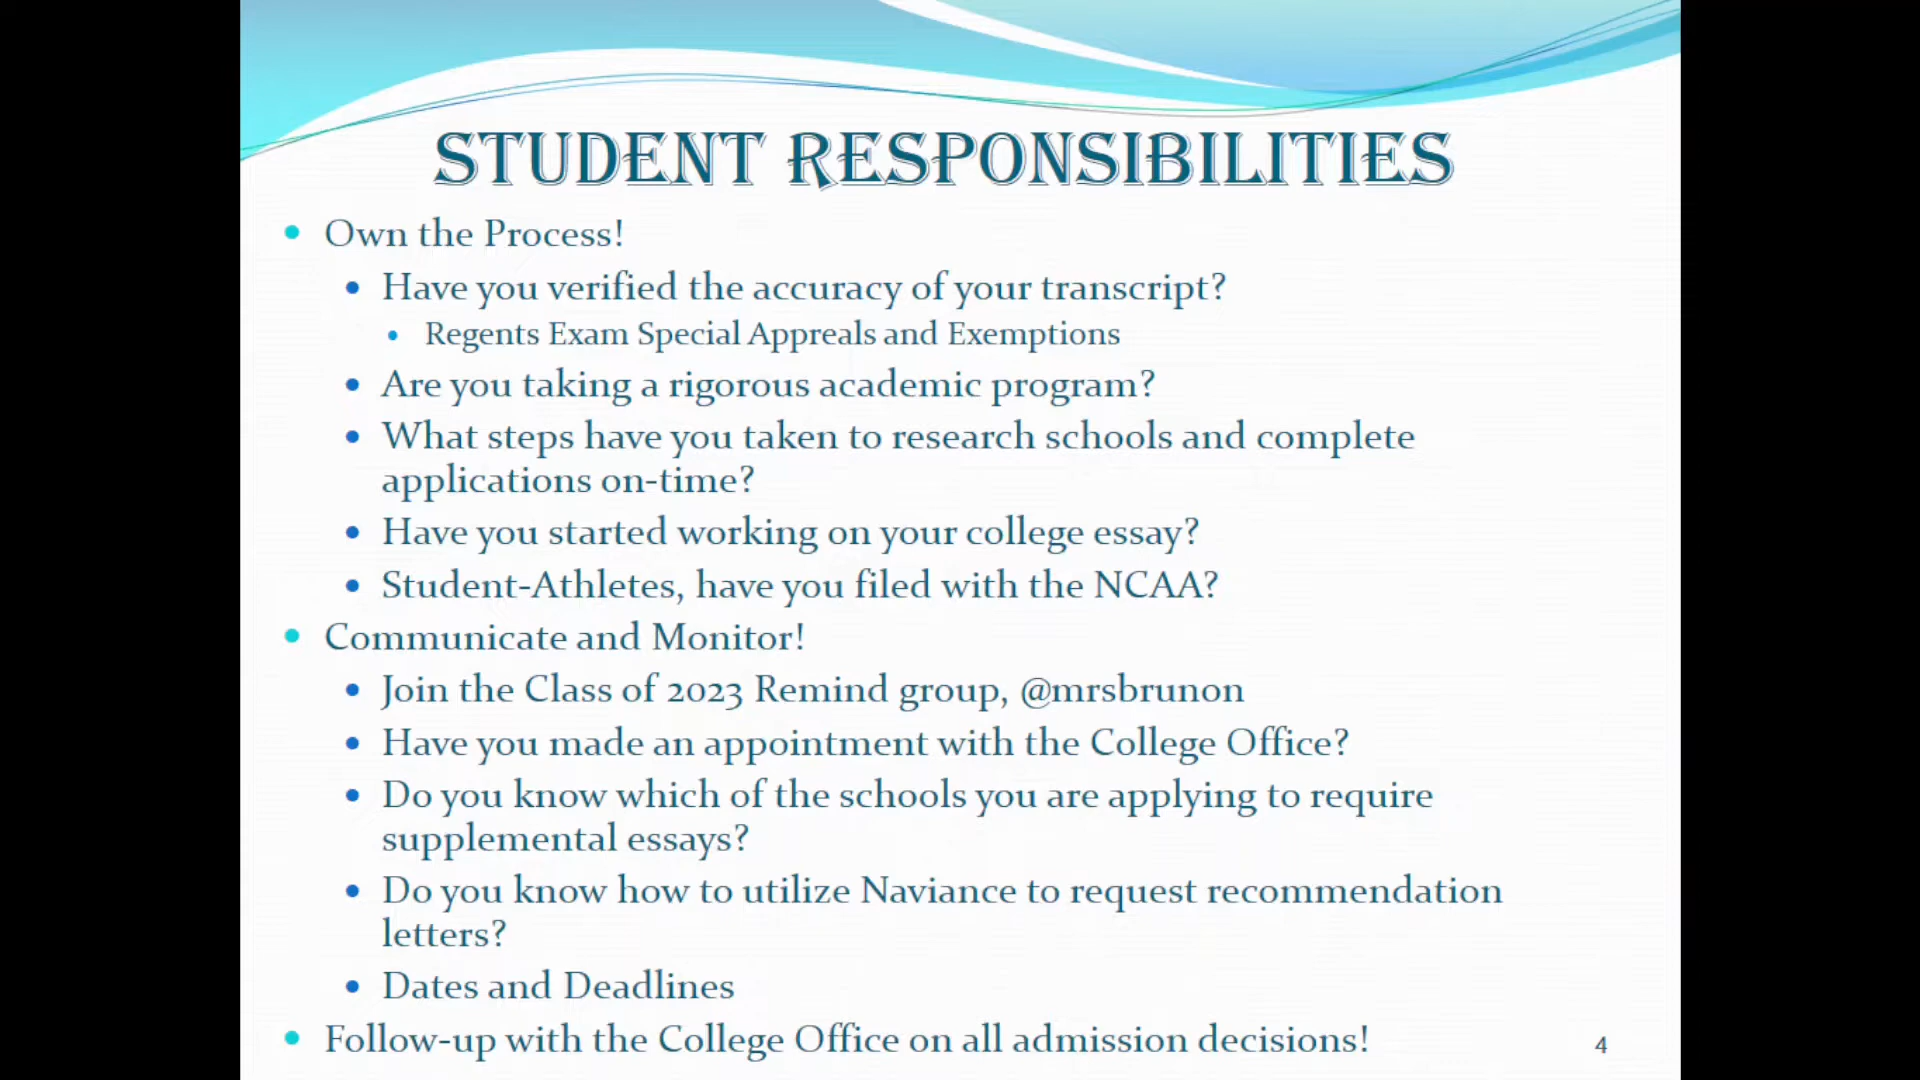 STUDENT RESPONSIBILITIES
Own the Process!
Have you verified the accuracy of your transcript?
Regents Exam Special Appreals and Exemptions
Are you taking a rigorous academic program?
What steps have you taken to research schools and complete
applications on-time?
Have you started working on your college essay?
Student-Athletes, have you filed with the NCAA?
Communicate and Monitor!
Join the Class of 2023 Remind group, @mrsbrunon
Have you made an appointment with the College Office?
Do you know which of the schools you are applying to require
supplemental essays?
Do you know how to utilize Naviance to request recommendation
letters?
Dates and Deadlines
Follow-up with the College Office on all admission decisions!
4